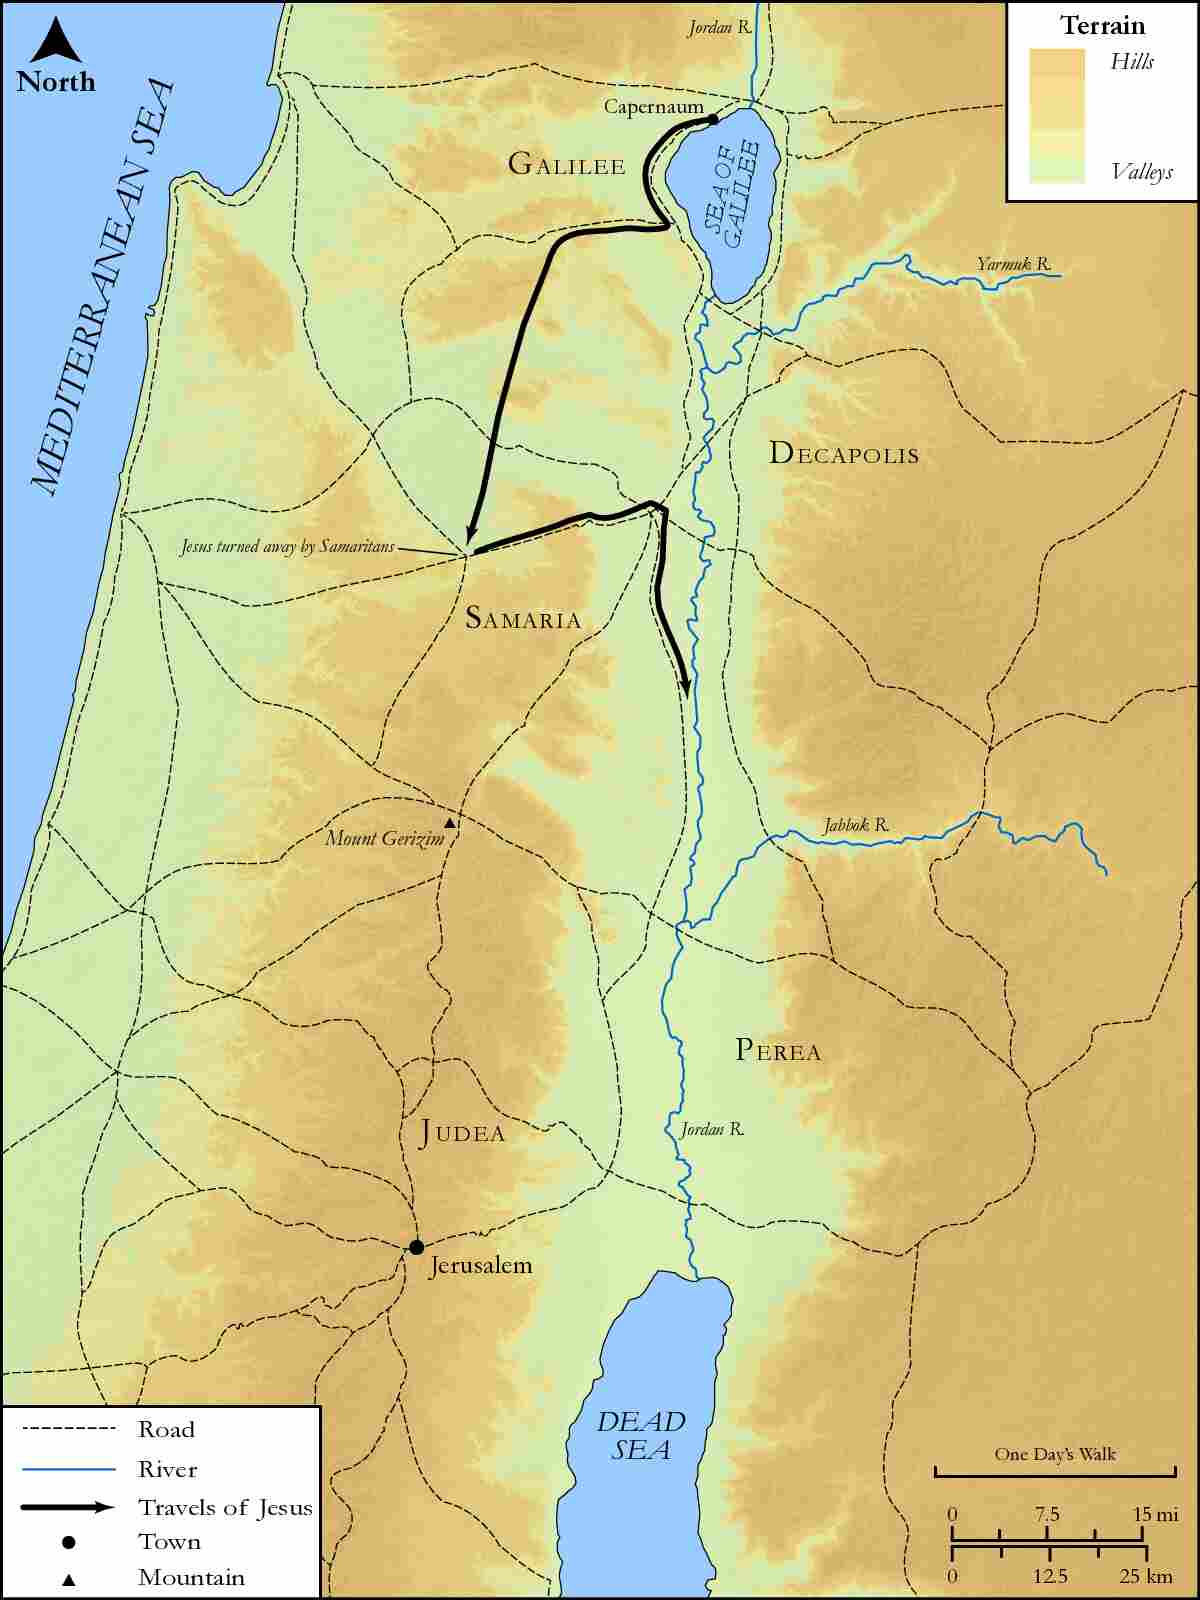 Jordan R.
Terrain
Hills
Valleys
North
MEDITERRANEAN SEA
Capernaum
GALILEE
SEA OF
GALILEE
Yarmuk R.
DECAPOLIS
Jesus turned away by Samaritans
SAMARIA
Mount Gerizim
Jabbok R.
PEREA
JUDEA
Jordan R.
Jerusalem
DEAD
SEA
Road
River
Travels of Jesus
Town
Mountain
One Day's Walk
0 7.5 15 mi
0 12.5 25 km